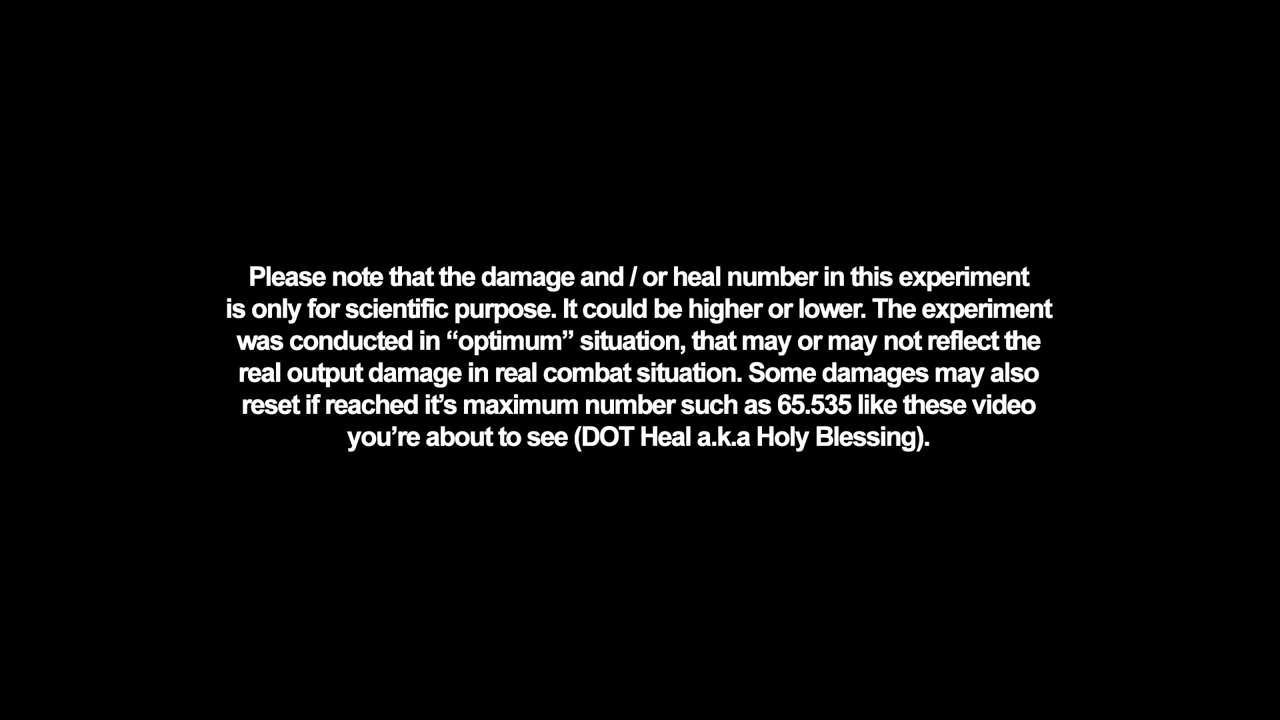 Please note that the damage and / or heal number in this experiment
is only for scientific purpose. It could be higher or lower. The experiment
was conducted in “optimum” situation, that may or may not reflect the
real output damage in real combat situation. Some damages may also
reset if reached it’s maximum number such as 65.535 like these video
you’re about to see (DOT Heal a.k.a Holy Blessing).